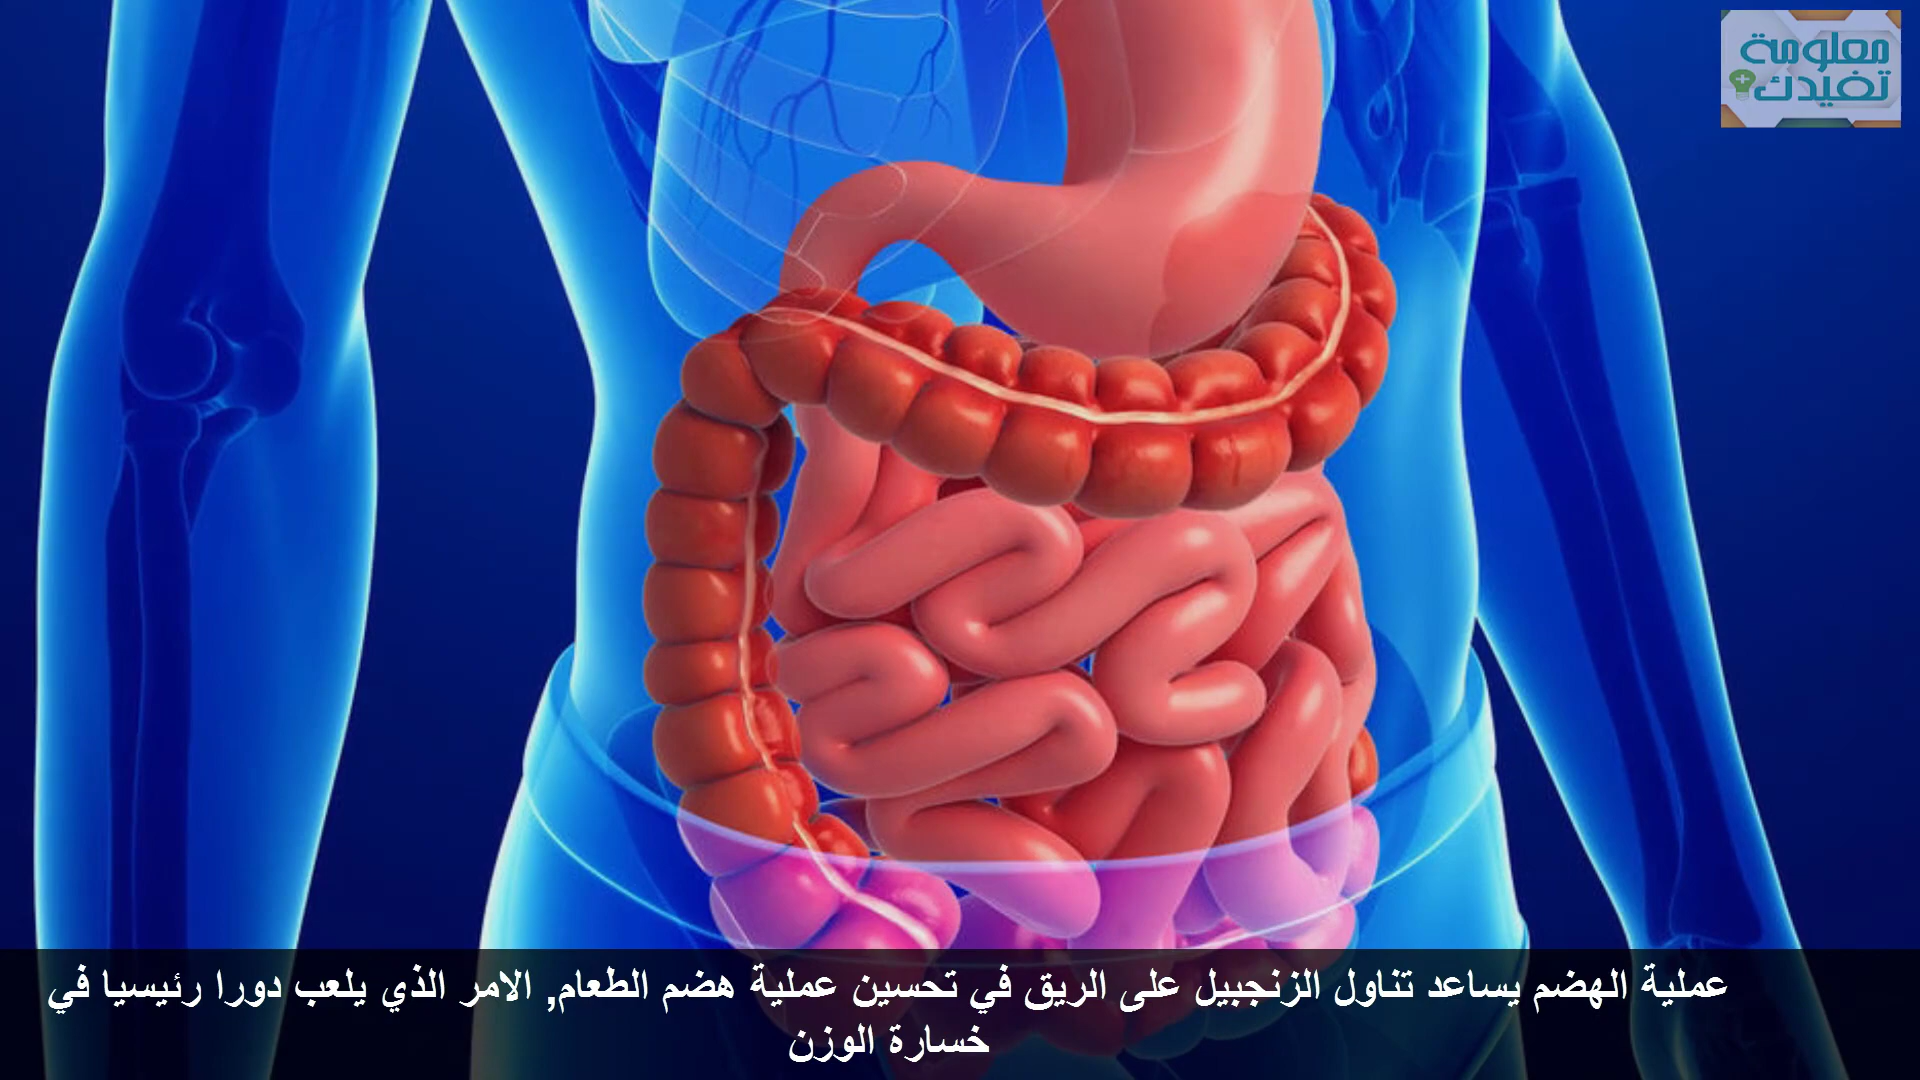 معلومة
تفيدك
عملية الهضم يساعد تناول الزنجبيل على الريق في تحسين عملية هضم الطعام, الامر الذي يلعب دورا رئيسيا في
خسارة الوزن